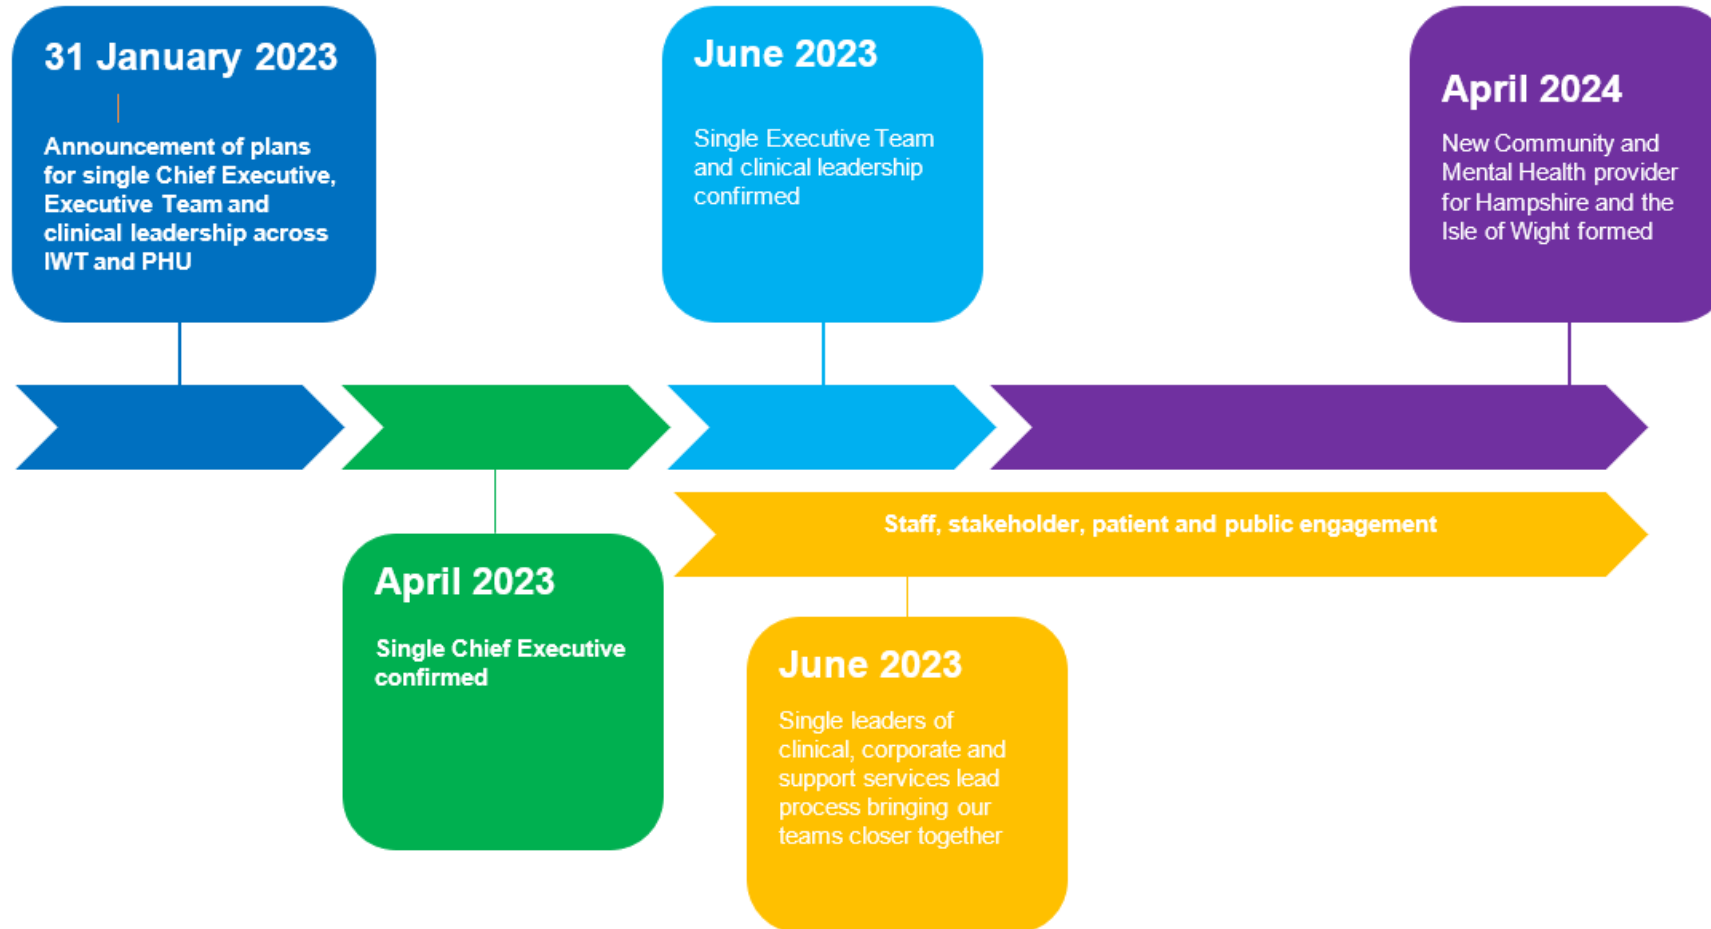 31 January 2023
Announcement of plans
for single Chief Executive,
Executive Team and
clinical leadership across
IWT and PHU
June 2023
Single Executive Team
and clinical leadership
confirmed
April 2024
New Community and
Mental Health provider
for Hampshire and the
Isle of Wight formed
Staff, stakeholder, patient and public engagement
April 2023
Single Chief Executive
confirmed
June 2023
Single leaders of
clinical, corporate and
support services lead
process bringing our
teams closer together